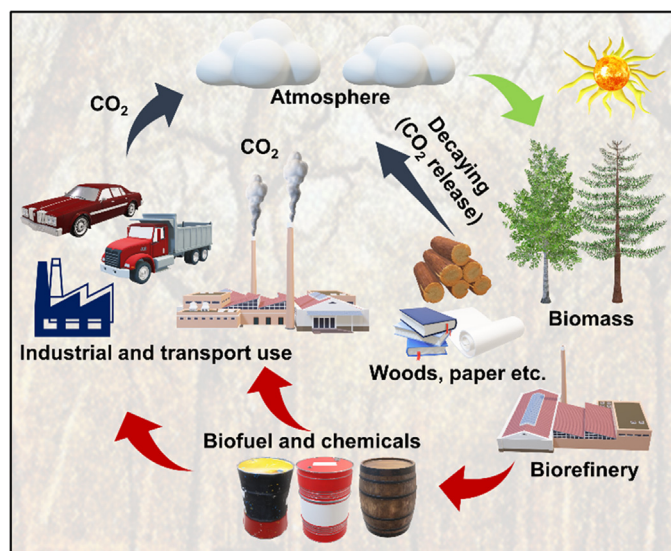 Atmosphere
CO2
CO2
Decaying
(CO2 release)
Biomass
Industrial and transport use
Woods, paper etc.
Biofuel and chemicals
Biorefinery